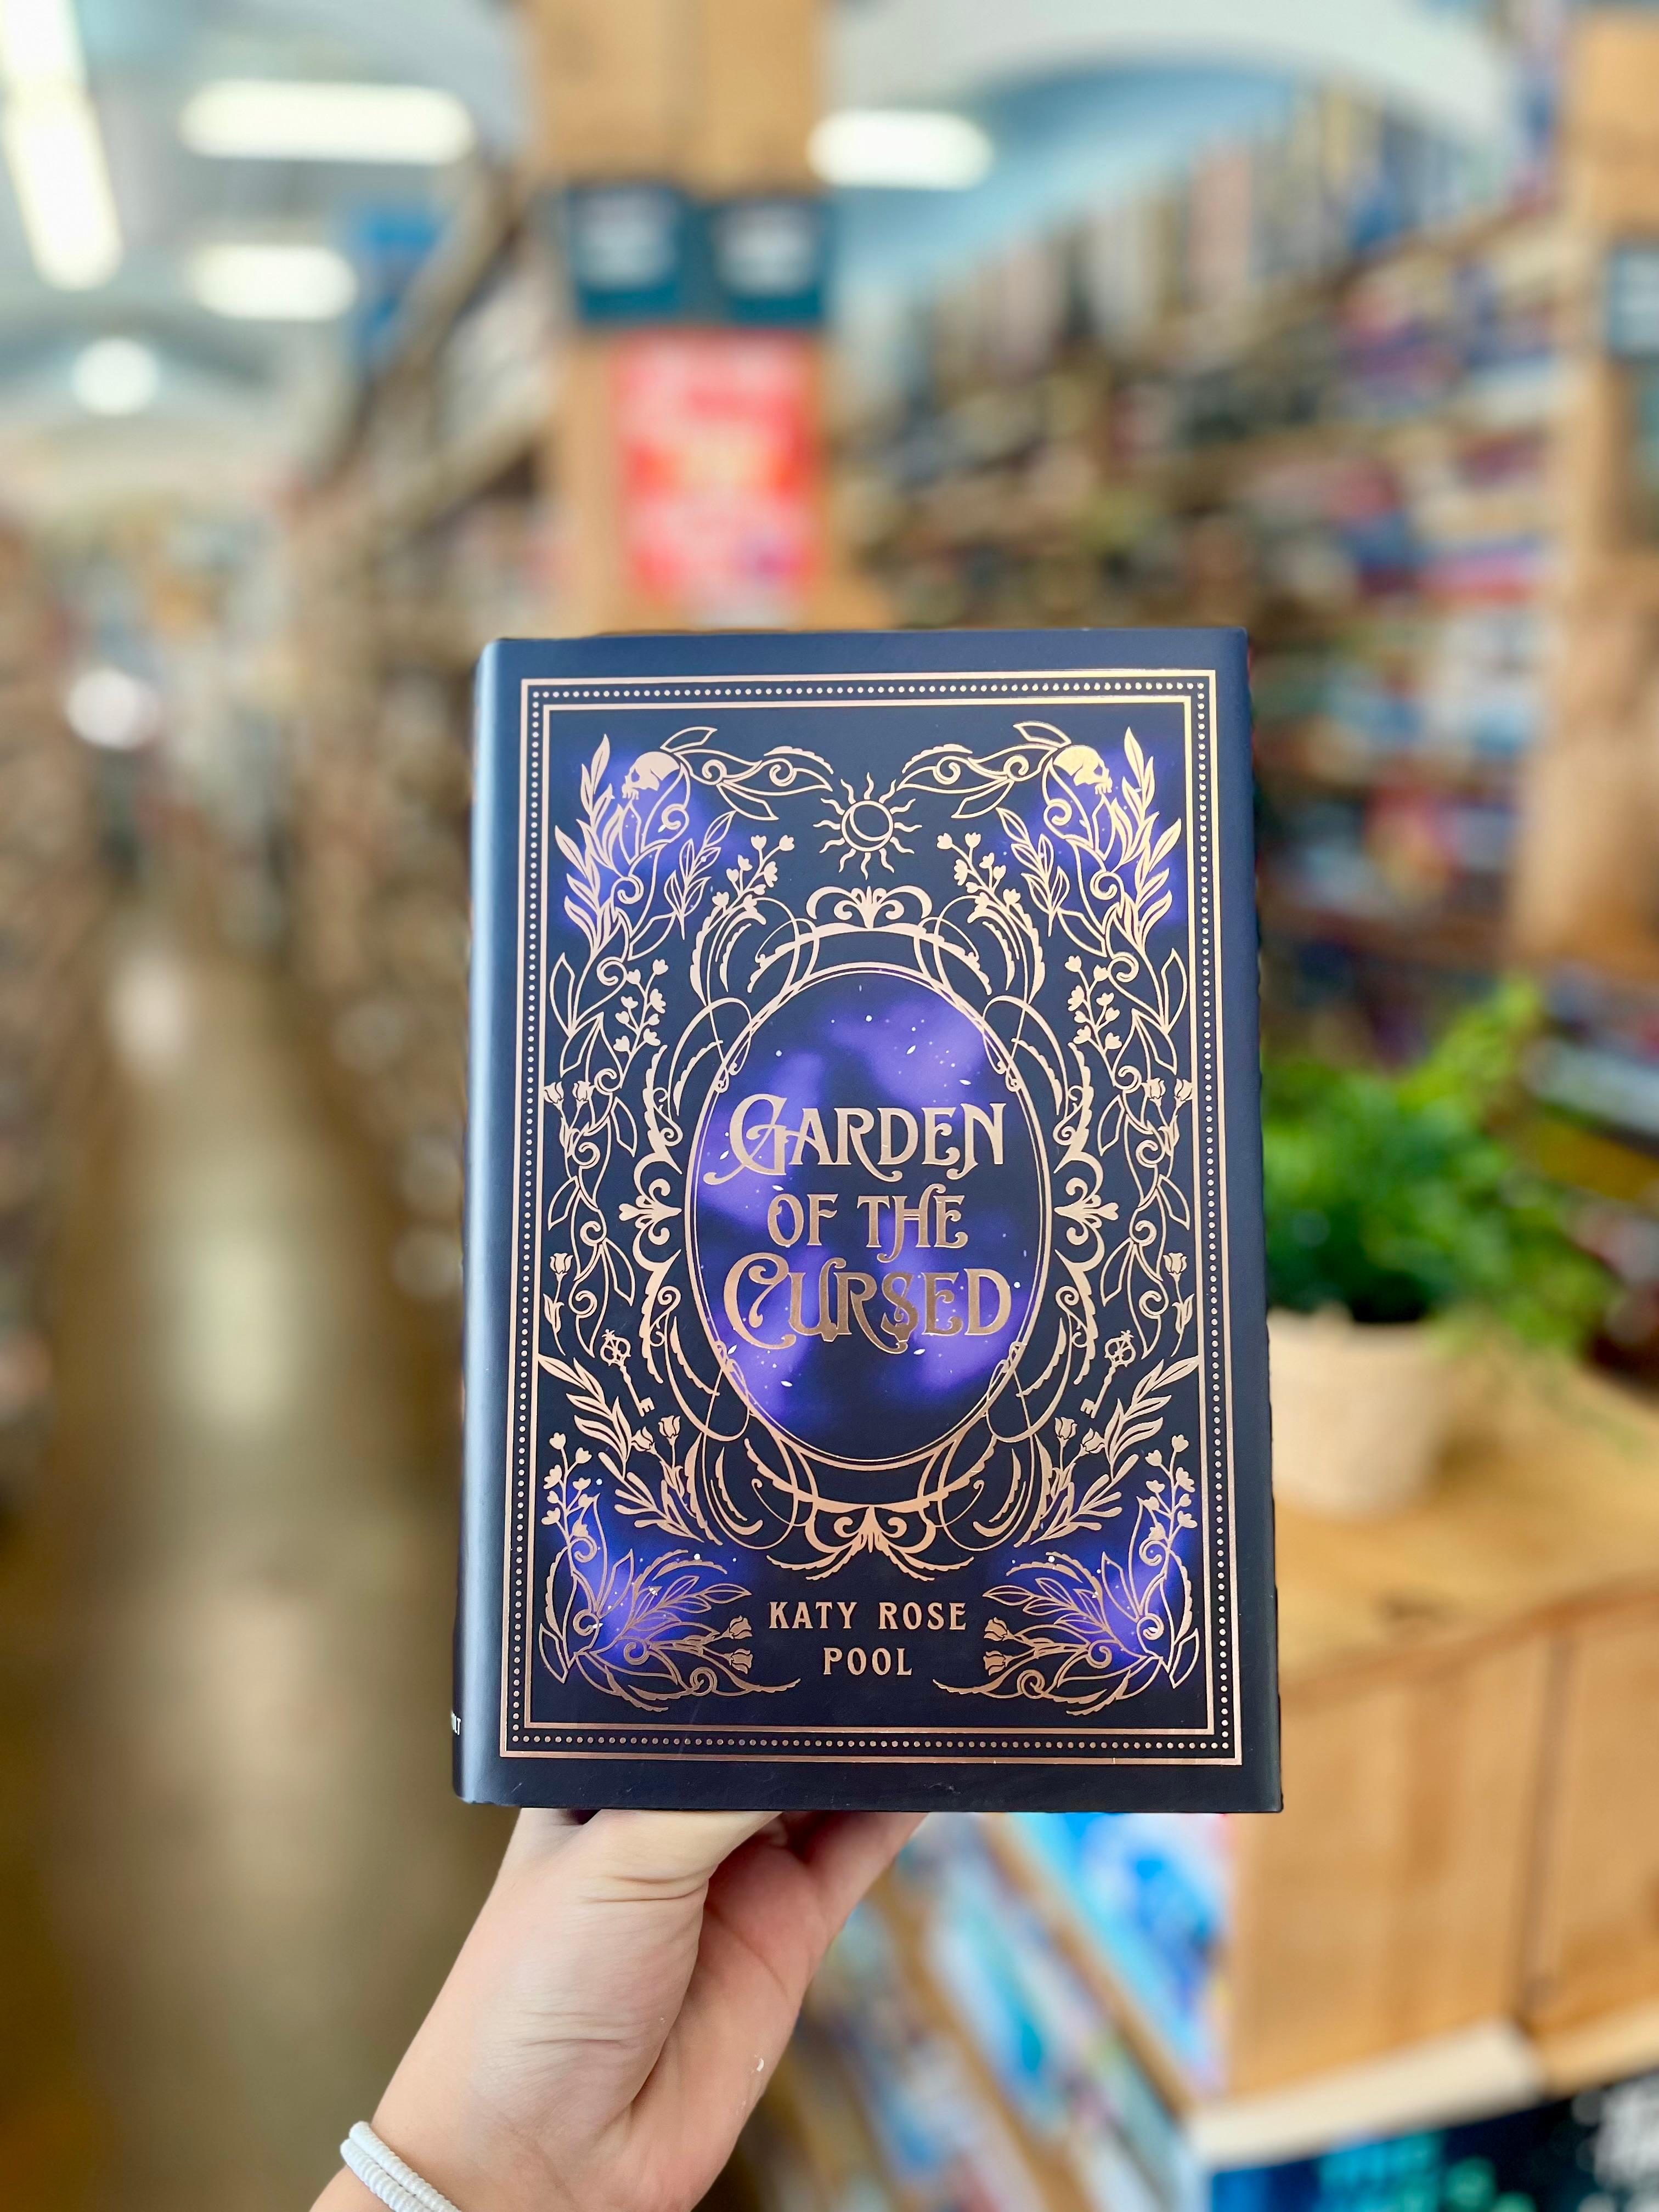 GARDEN
OF THE
CURSED
KATY ROSE
POOL